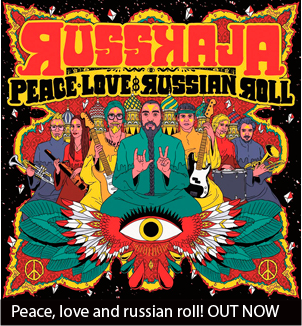 RUSSKAJA
PEACE, LOVE & RUSSIAN ROLL
Peace, love and russian roll! OUT NOW